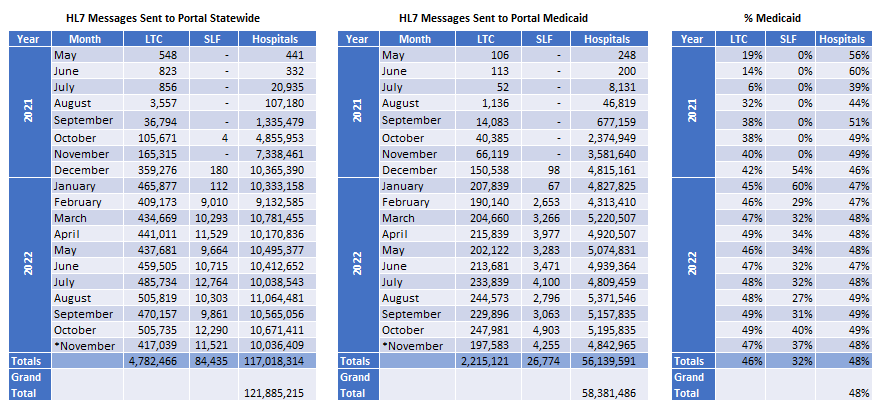 HL7 Messages Sent to Portal Statewide
Year Month LTC SLF Hospitals
2021
May 548 - 441
June 823 - 332
July 856 - 20,935
August 3,557 - 107,180
September 36,794 - 1,335,479
October 105,671 4 4,855,953
November 165,315 - 7,338,461
December 359,276 180 10,365,390
2022
January 465,877 112 10,333,158
February 409,173 9,010 9,132,585
March 434,669 10,293 10,781,455
April 441,011 11,529 10,170,836
May 437,681 9,664 10,495,377
June 459,505 10,715 10,412,652
July 485,734 12,764 10,038,543
August 505,819 10,303 11,064,481
September 470,157 9,861 10,565,056
October 505,735 12,290 10,671,411
*November 417,039 11,521 10,036,409
Totals 4,782,466 84,435 117,018,314
Grand
Total 121,885,215
HL7 Messages Sent to Portal Medicaid
Year Month LTC SLF Hospitals
2021
May 106 - 248
June 113 - 200
July 52 - 8,131
August 1,136 - 46,819
September 14,083 - 677,159
October 40,385 - 2,374,949
November 66,119 - 3,581,640
December 150,538 98 4,815,161
2022
January 207,839 67 4,827,825
February 190,140 2,653 4,313,410
March 204,660 3,266 5,220,507
April 215,839 3,977 4,920,507
May 202,122 3,283 5,074,831
June 213,681 3,471 4,939,364
July 233,839 4,100 4,809,459
August 244,573 2,796 5,371,546
September 229,896 3,063 5,157,835
October 247,981 4,903 5,195,835
*November 197,583 4,255 4,842,965
Totals 2,215,121 26,774 56,139,591
Grand
Total 58,381,486
% Medicaid
Year LTC SLF Hospitals
2021
19% 0% 56%
14% 0% 60%
6% 0% 39%
32% 0% 44%
38% 0% 51%
38% 0% 49%
40% 0% 49%
42% 54% 46%
2022
45% 60% 47%
46% 29% 47%
47% 32% 48%
49% 34% 48%
46% 34% 48%
47% 32% 47%
48% 32% 48%
48% 27% 49%
49% 31% 49%
49% 40% 49%
47% 37% 48%
Totals 46% 32% 48%
Grand
Total 48%